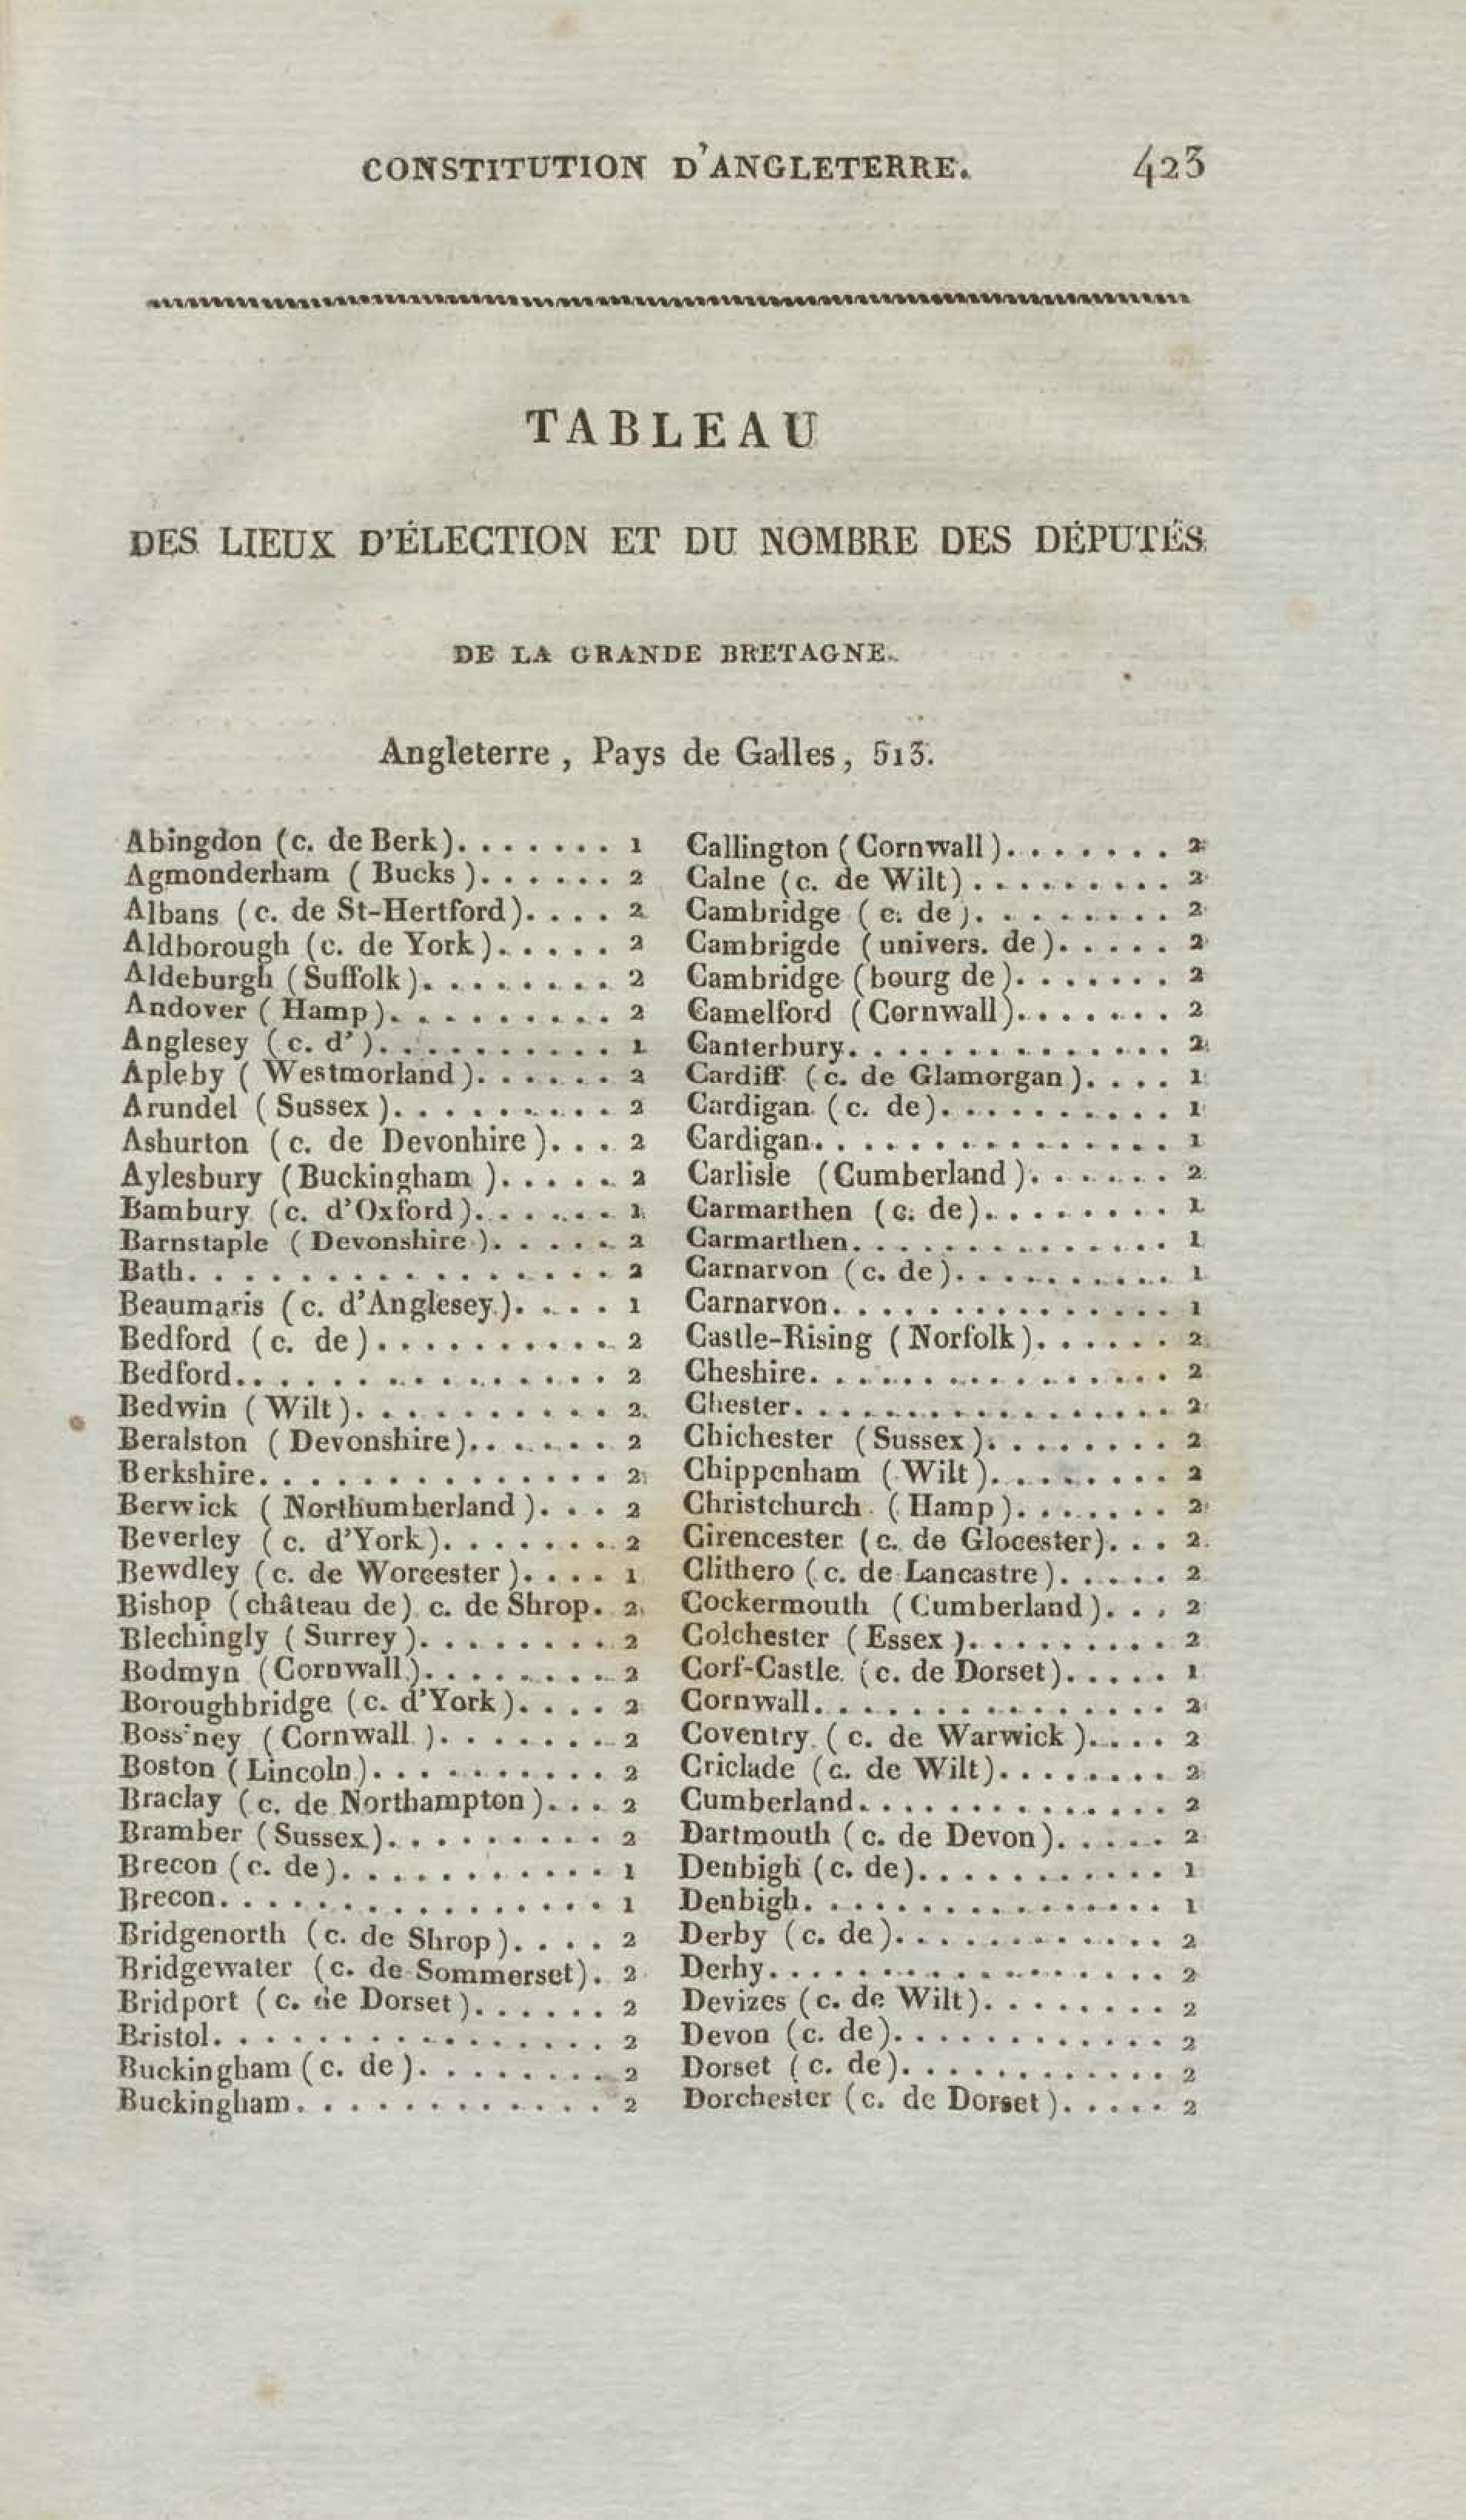 CONSTITUTION D'ANGLETERRE. 423
TABLEAU
DES LIEUX D'ÉLECTION ET DU NOMBRE DES DÉPUTÉS
DE LA GRANDE BRETAGNE.
Angleterre, Pays de Galles, 513.
Abingdon (c. de Berk)....... 1
Agmonderham (Bucks)...... 2
Albans (c. de St-Hertford).... 2
Aldborough (c. de York)..... 2
Aldeburgh (Suffolk)........ 2
Andover (Hamp)......... 2
Anglesey (c. d')........... 1
Apleby (Westmorland)...... 2
Arundel (Sussex).......... 2
Ashurton (c. de Devonhire)... 2
Aylesbury (Buckingham)..... 2
Bambury (c. d'Oxford)...... 1
Barnstaple (Devonshire)..... 2
Bath................ 2
Beaumaris (c. d'Anglesey).... 1
Bedford (c. de)........... 2
Bedford............... 2
Bedwin (Wilt).......... 2
Beralston (Devonshire)...... 2
Berkshire.............. 2
Berwick (Northumberland)... 2
Beverley (c. d'York)....... 2
Bewdley (c. de Worcester).... 1
Bishop (château de) c. de Shrop. 2
Blechingly (Surrey)........ 2
Bodmyn (Cornwall)........ 2
Boroughbridge (c. d'York).... 2
Boss'ney (Cornwall)....... 2
Boston (Lincoln).......... 2
Braclay (c. de Northampton)... 2
Bramber (Sussex)......... 2
Brecon (c. de)........... 1
Brecon................ 1
Bridgenorth (c. de Shrop).... 2
Bridgewater (c. de Sommerset). 2
Bridport (c. de Dorset)...... 2
Bristol................ 2
Buckingham (c. de)........ 2
Buckingham............ 2
Callington (Cornwall)....... 2
Calne (c. de Wilt)......... 2
Cambridge (c. de)........ 2
Cambrigde (univers. de)..... 2
Cambridge (bourg de)....... 2
Camelford (Cornwall)....... 2
Canterbury.............. 2
Cardiff (c. de Glamorgan).... 1
Cardigan (c. de).......... 1
Cardigan............... 1
Carlisle (Cumberland)...... 2
Carmarthen (c. de)........ 1
Carmarthen............. 1
Carnarvon (c. de).......... 1
Carnarvon.............. 1
Castle-Rising (Norfolk)...... 2
Cheshire............... 2
Chester................ 2
Chichester (Sussex)........ 2
Chippenham (Wilt)........ 2
Christchurch (Hamp)....... 2
Cirencester (c. de Glocester)... 2
Clithero (c. de Lancastre)..... 2
Cockermouth (Cumberland)... 2
Colchester (Essex)......... 2
Corf-Castle (c. de Dorset)..... 1
Cornwall............... 2
Coventry (c. de Warwick).... 2
Criclade (c. de Wilt)........ 2
Cumberland............. 2
Dartmouth (c. de Devon)..... 2
Denbigh (c. de).......... 1
Denbigh............... 1
Derby (c. de)............ 2
Derby................ 2
Devizes (c. de Wilt)........ 2
Devon (c. de)............ 2
Dorset (c. de)............ 2
Dorchester (c. de Dorset)..... 2